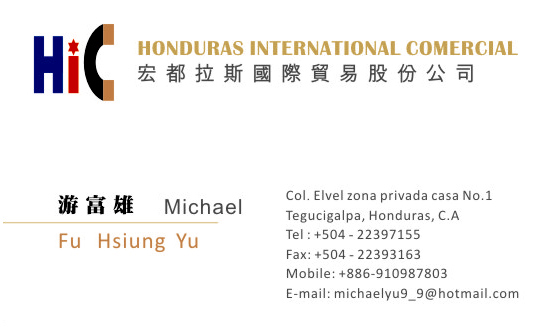 HiC
HONDURAS INTERNATIONAL COMERCIAL
宏都拉斯國際貿易股份公司
游富雄 Michael
Fu Hsiung Yu
Col. Elvel zona privada casa No.1
Tegucigalpa, Honduras, C.A
Tel : +504 - 22397155
Fax: +504 - 22393163
Mobile: +886-910987803
E-mail: michaelyu9_9@hotmail.com